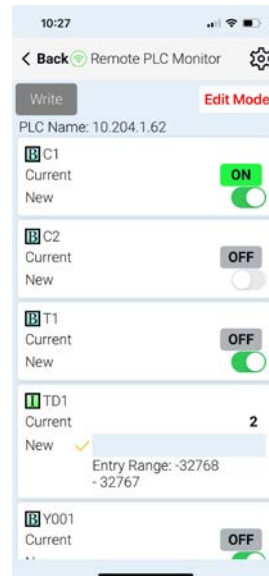 10:27
Back Remote PLC Monitor
Write Edit Mode
PLC Name: 10.204.1.62
B C1
Current ON
New
B C2
Current OFF
New
B T1
Current OFF
New
I TD1
Current 2
New
Entry Range: -32768
- 32767
B Y001
Current OFF